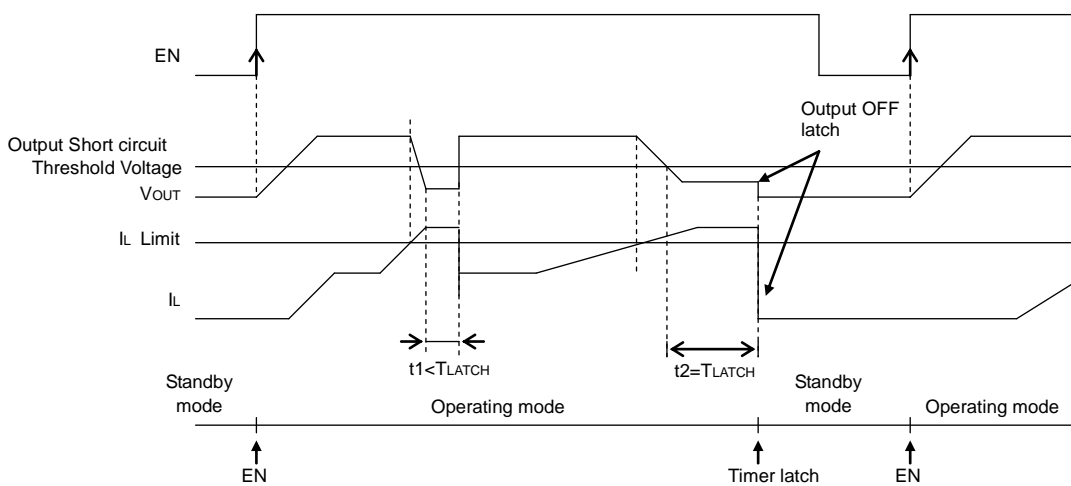 EN
Output OFF
latch
Output Short circuit
Threshold Voltage
VOUT
IL Limit
IL
t1<TLATCH
t2=TLATCH
Standby
mode
Operating mode
Standby
mode
Operating mode
EN
Timer latch
EN